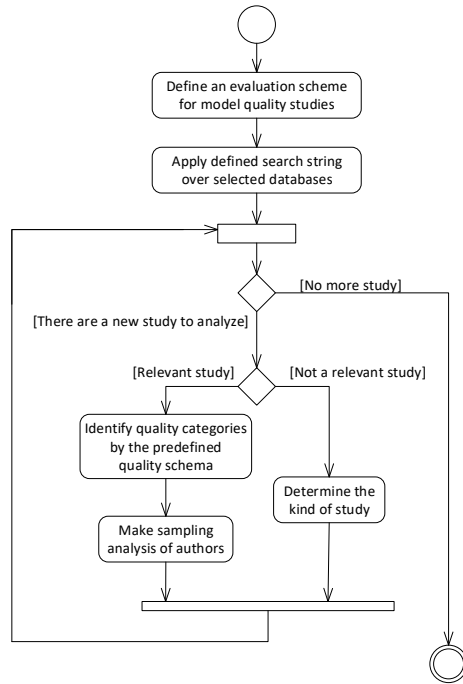 Define an evaluation scheme
for model quality studies
Apply defined search string
over selected databases
[No more study]
[There are a new study to analyze]
[Relevant study]
[Not a relevant study]
Identify quality categories
by the predefined
quality schema
Determine the
kind of study
Make sampling
analysis of authors